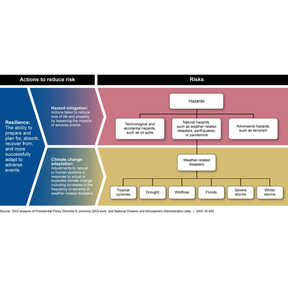 Actions to reduce risk
Risks
Resilience:
The ability to
prepare and
plan for, absorb,
recover from,
and more
successfully
adapt to
adverse events.
Hazard mitigation:
Actions taken to reduce
loss of life and property
by lessening the impacts
of adverse events.
Climate change
adaptation:
Adjustments to natural
or human systems in
response to actual or
expected climate change,
including increases in the
frequency or severity of
weather-related disasters.
Hazards
Technological and
accidental hazards,
such as oil spills
Natural hazards,
such as weather-related
disasters, earthquakes,
or pandemics
Adversarial hazards,
such as terrorism
Weather-related
disasters
Tropical
cyclones
Drought
Wildfires
Floods
Severe
storms
Winter
storms
Source: GAO analysis of Presidential Policy Directive 8, previous GAO work, and National Oceanic and Atmospheric Administration data. | GAO-16-454